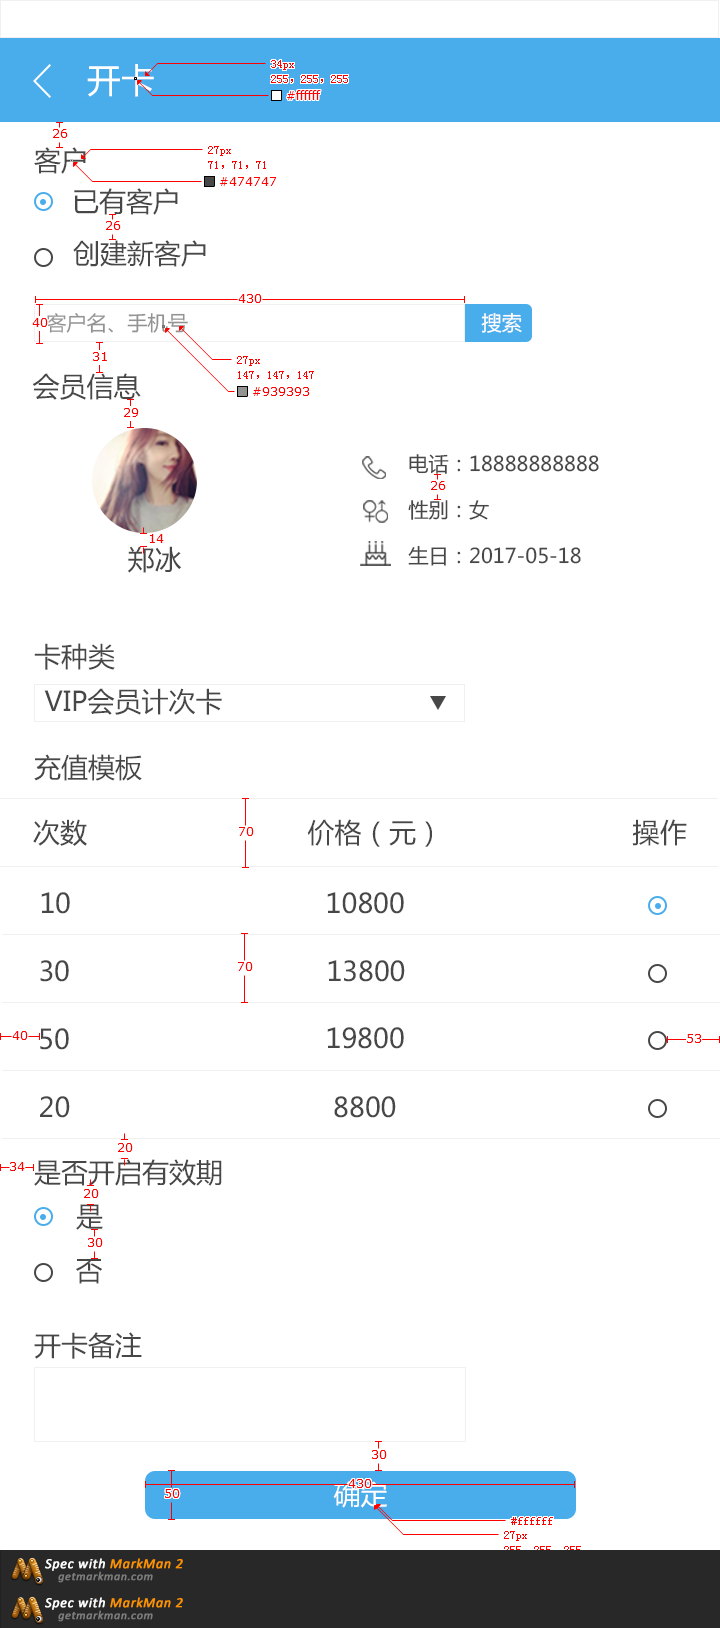 开卡
34px
255, 255, 255
#ffffff
26
客户
27px
71, 71, 71
#474747
已有客户
26
创建新客户
430
40
客户名、手机号
搜索
27px
147, 147, 147
#939393
31
会员信息
29
电话：18888888888
26
性别：女
14
郑冰
生日：2017-05-18
卡种类
VIP会员计次卡
充值模板
次数
70
价格（元）
操作
10
10800
30
70
13800
40
50
19800
53
20
8800
20
34
是否开启有效期
20
是
30
否
开卡备注
30
430
50
确定
#ffffff
27px
255, 255, 255
Spec with MarkMan 2
getmarkman.com
Spec with MarkMan 2
getmarkman.com